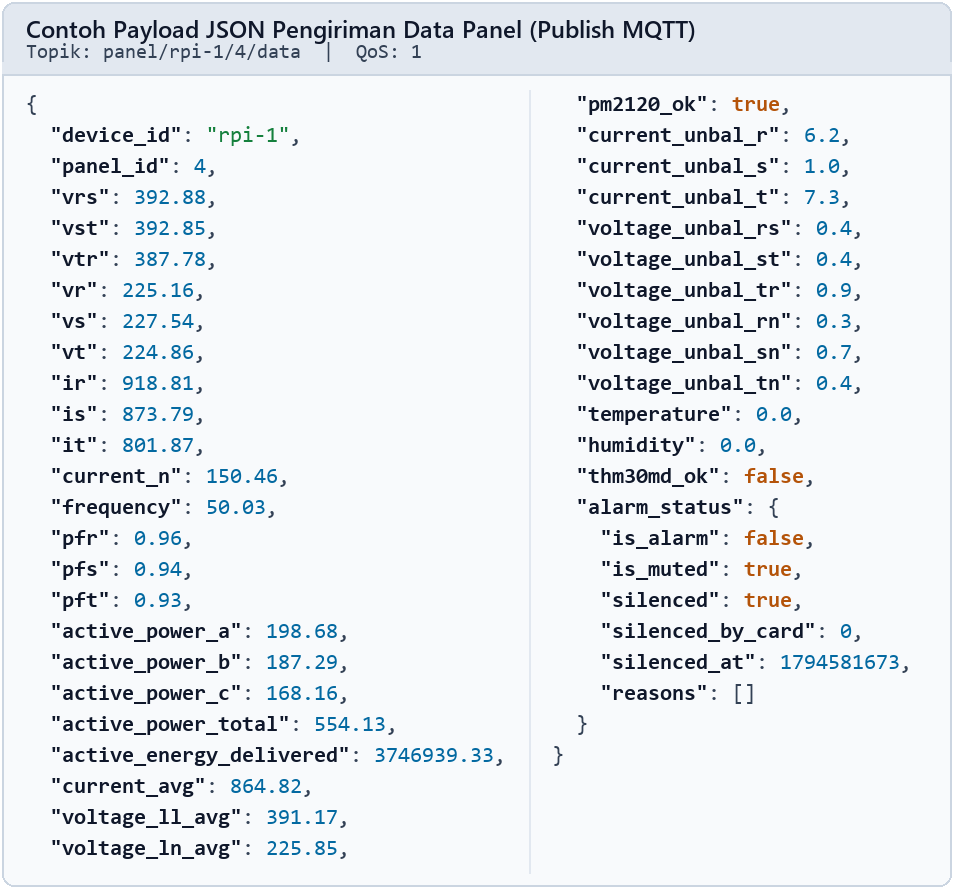 Contoh Payload JSON Pengiriman Data Panel (Publish MQTT)
Topik: panel/rpi-1/4/data  |  QoS: 1
{
  "device_id": "rpi-1",
  "panel_id": 4,
  "vrs": 392.88,
  "vst": 392.85,
  "vtr": 387.78,
  "vr": 225.16,
  "vs": 227.54,
  "vt": 224.86,
  "ir": 918.81,
  "is": 873.79,
  "it": 801.87,
  "current_n": 150.46,
  "frequency": 50.03,
  "pfr": 0.96,
  "pfs": 0.94,
  "pft": 0.93,
  "active_power_a": 198.68,
  "active_power_b": 187.29,
  "active_power_c": 168.16,
  "active_power_total": 554.13,
  "active_energy_delivered": 3746939.33,
  "current_avg": 864.82,
  "voltage_ll_avg": 391.17,
  "voltage_ln_avg": 225.85,
  "pm2120_ok": true,
  "current_unbal_r": 6.2,
  "current_unbal_s": 1.0,
  "current_unbal_t": 7.3,
  "voltage_unbal_rs": 0.4,
  "voltage_unbal_st": 0.4,
  "voltage_unbal_tr": 0.9,
  "voltage_unbal_rn": 0.3,
  "voltage_unbal_sn": 0.7,
  "voltage_unbal_tn": 0.4,
  "temperature": 0.0,
  "humidity": 0.0,
  "thm30md_ok": false,
  "alarm_status": {
    "is_alarm": false,
    "is_muted": true,
    "silenced": true,
    "silenced_by_card": 0,
    "silenced_at": 1794581673,
    "reasons": []
  }
}